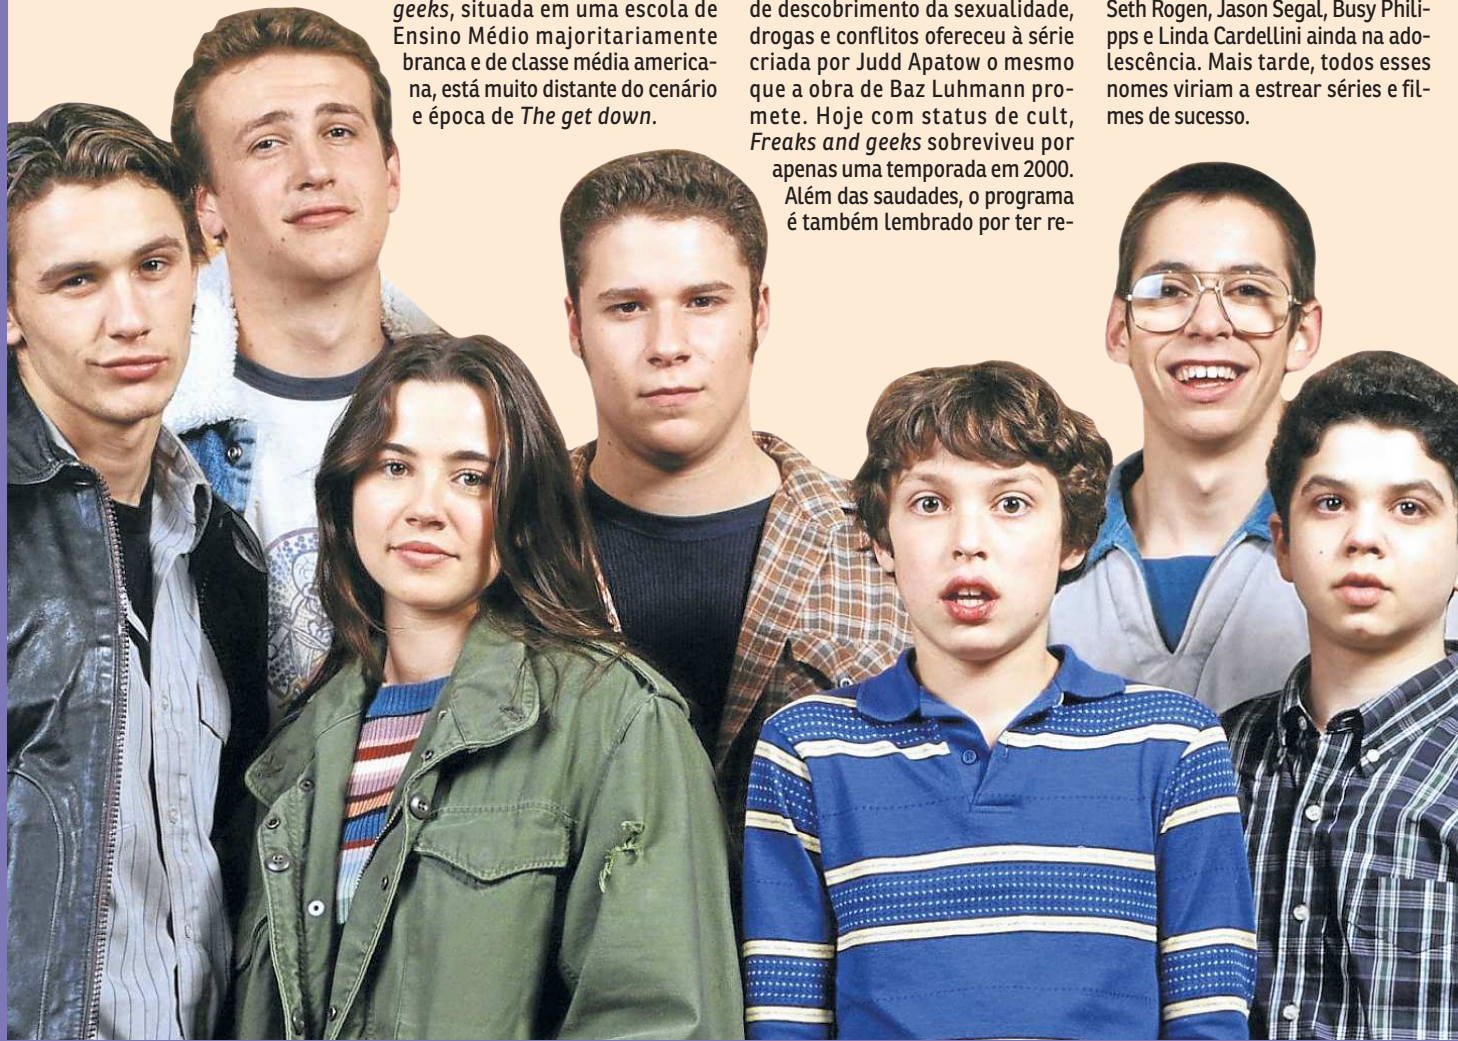 geeks, situada em uma escola de
Ensino Médio majoritariamente
branca e de classe média america-
na, está muito distante do cenário
e época de The get down.
de descobrimento da sexualidade,
drogas e conflitos ofereceu à série
criada por Judd Apatow o mesmo
que a obra de Baz Luhmann pro-
mete. Hoje com status de cult,
Freaks and geeks sobreviveu por
apenas uma temporada em 2000.
Além das saudades, o programa
é também lembrado por ter re-
Seth Rogen, Jason Segal, Busy Phili-
pps e Linda Cardellini ainda na ado-
lescência. Mais tarde, todos esses
nomes viriam a estrear séries e fil-
mes de sucesso.